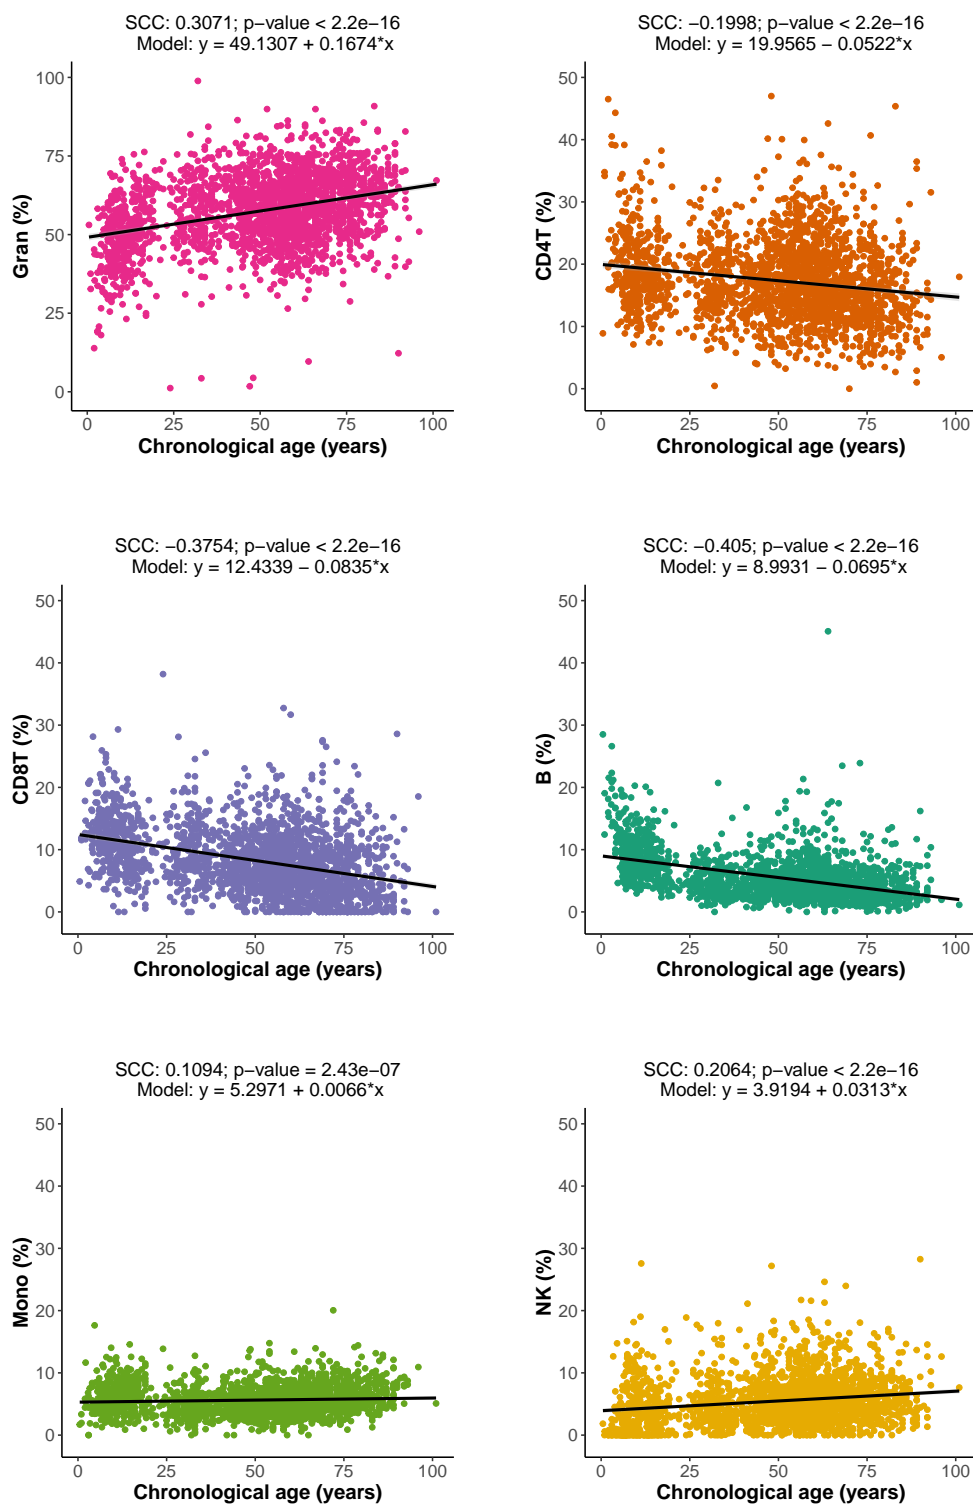 SCC: 0.3071; p−value < 2.2e−16
Model: y = 49.1307 + 0.1674*x
100
75
50
25
0
Gran (%)
0 25 50 75 100
Chronological age (years)
SCC: −0.1998; p−value < 2.2e−16
Model: y = 19.9565 − 0.0522*x
50
40
30
20
10
0
CD4T (%)
0 25 50 75 100
Chronological age (years)
SCC: −0.3754; p−value < 2.2e−16
Model: y = 12.4339 − 0.0835*x
50
40
30
20
10
0
CD8T (%)
0 25 50 75 100
Chronological age (years)
SCC: −0.405; p−value < 2.2e−16
Model: y = 8.9931 − 0.0695*x
50
40
30
20
10
0
B (%)
0 25 50 75 100
Chronological age (years)
SCC: 0.1094; p−value = 2.43e−07
Model: y = 5.2971 + 0.0066*x
50
40
30
20
10
0
Mono (%)
0 25 50 75 100
Chronological age (years)
SCC: 0.2064; p−value < 2.2e−16
Model: y = 3.9194 + 0.0313*x
50
40
30
20
10
0
NK (%)
0 25 50 75 100
Chronological age (years)